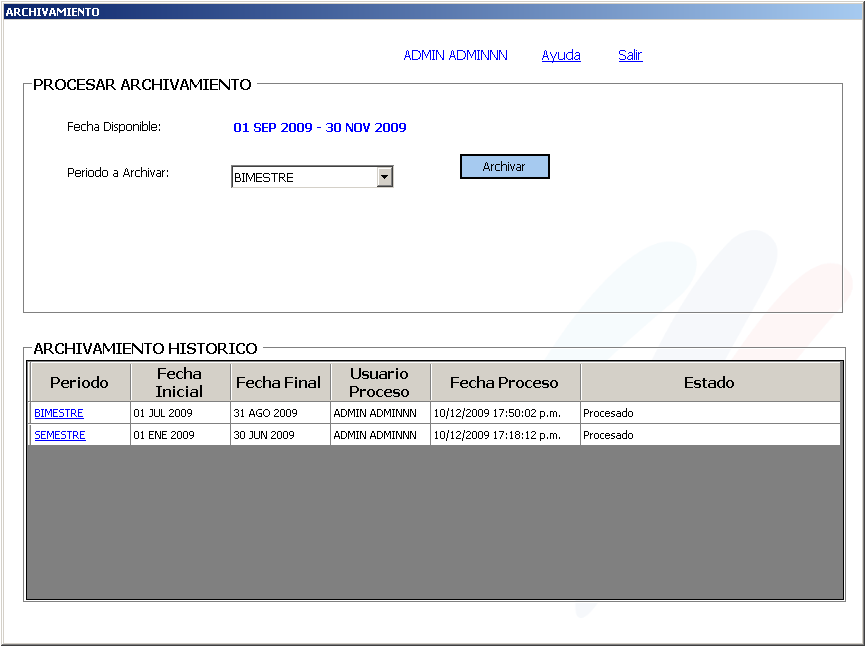 ARCHIVAMIENTO
ADMIN ADMINNN Ayuda Salir
PROCESAR ARCHIVAMIENTO
Fecha Disponible: 01 SEP 2009 - 30 NOV 2009
Periodo a Archivar: BIMESTRE Archivar
ARCHIVAMIENTO HISTORICO
Periodo Fecha Inicial Fecha Final Usuario Proceso Fecha Proceso Estado
BIMESTRE 01 JUL 2009 31 AGO 2009 ADMIN ADMINNN 10/12/2009 17:50:02 p.m. Procesado
SEMESTRE 01 ENE 2009 30 JUN 2009 ADMIN ADMINNN 10/12/2009 17:18:12 p.m. Procesado